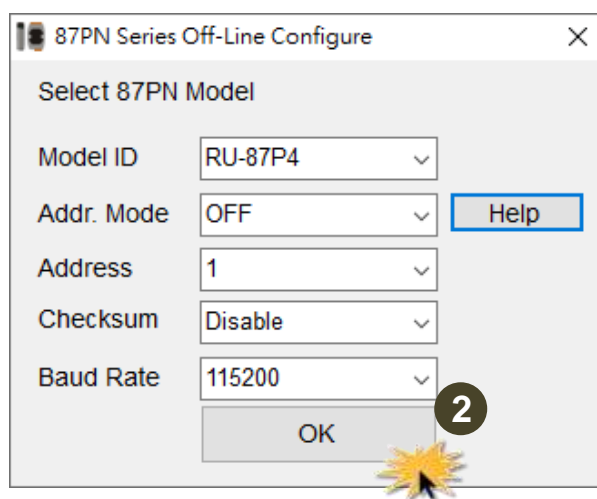 87PN Series Off-Line Configure
Select 87PN Model
Model ID RU-87P4
Addr. Mode OFF Help
Address 1
Checksum Disable
Baud Rate 115200
2
OK